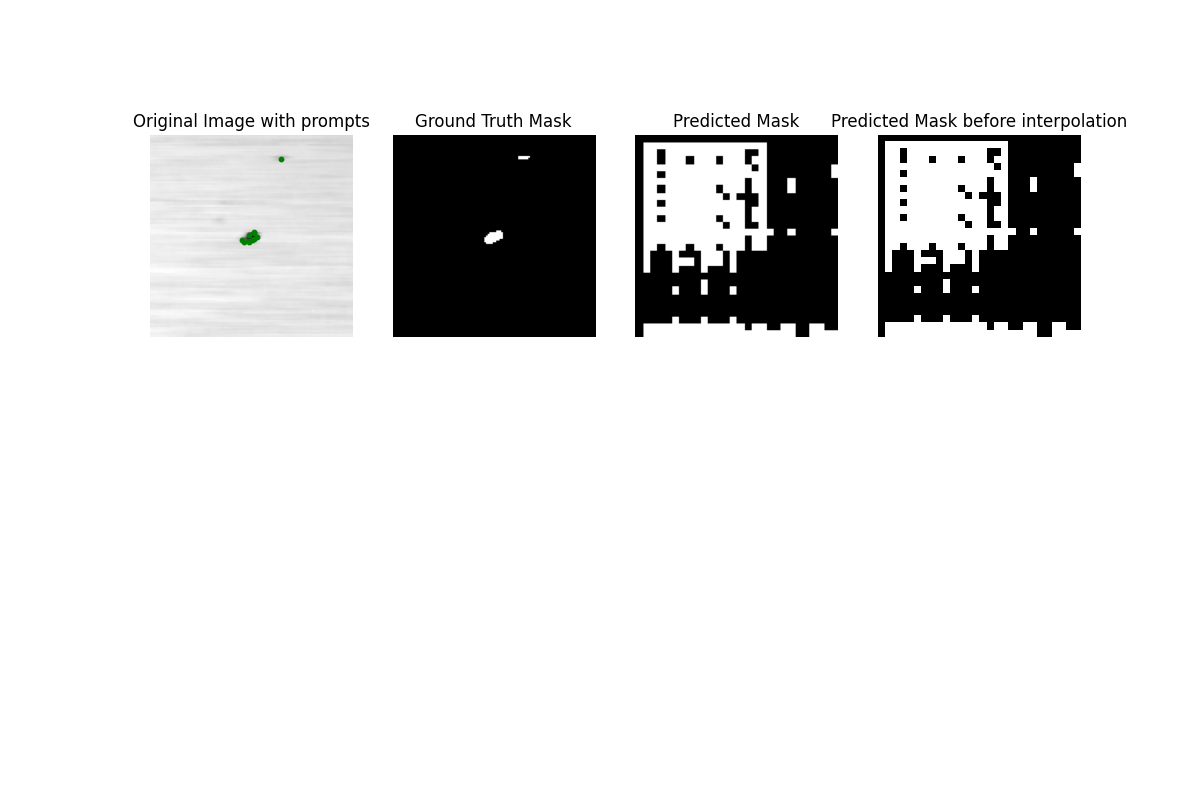 Original Image with prompts
Ground Truth Mask
Predicted Mask
Predicted Mask before interpolation